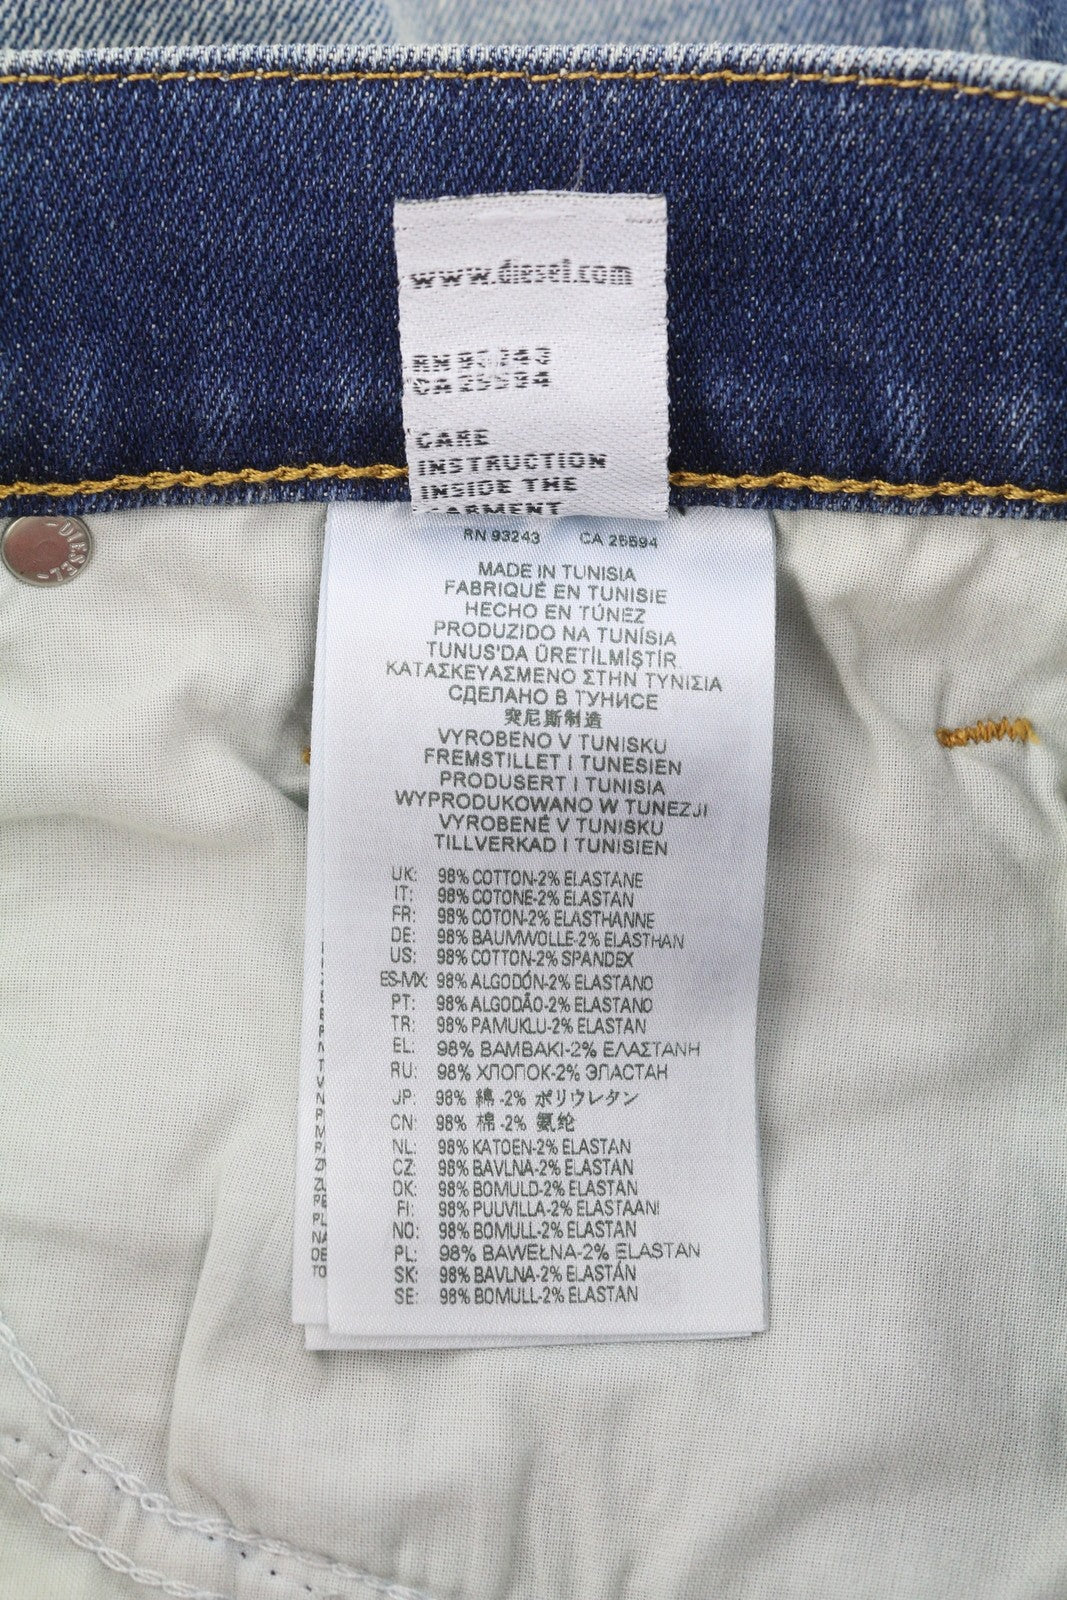 www.diesel.com
RN 93243
CA 25594
CARE
INSTRUCTION
INSIDE THE
GARMENT
DIESEL
RN 93243 CA 25594
MADE IN TUNISIA
FABRIQUÉ EN TUNISIE
HECHO EN TÚNEZ
PRODUZIDO NA TUNÍSIA
TUNUS'DA ÜRETİLMİŞTİR
ΚΑΤΑΣΚΕΥΑΣΜΕΝΟ ΣΤΗΝ ΤΥΝΙΣΙΑ
СДЕЛАНО В ТУНИСЕ
突尼斯制造
VYROBENO V TUNISKU
FREMSTILLET I TUNESIEN
PRODUSERT I TUNISIA
WYPRODUKOWANO W TUNEZJI
VYROBENÉ V TUNISKU
TILLVERKAD I TUNISIEN
UK: 98% COTTON-2% ELASTANE
IT: 98% COTONE-2% ELASTAN
FR: 98% COTON-2% ELASTHANNE
DE: 98% BAUMWOLLE-2% ELASTHAN
US: 98% COTTON-2% SPANDEX
ES-MX: 98% ALGODÓN-2% ELASTANO
PT: 98% ALGODÃO-2% ELASTANO
TR: 98% PAMUKLU-2% ELASTAN
EL: 98% ΒΑΜΒΑΚΙ-2% ΕΛΑΣΤΑΝΗ
RU: 98% ХЛОПОК-2% ЭЛАСТАН
JP: 98% 綿 -2% ポリウレタン
CN: 98% 棉 -2% 氨纶
NL: 98% KATOEN-2% ELASTAN
CZ: 98% BAVLNA-2% ELASTAN
DK: 98% BOMULD-2% ELASTAN
FI: 98% PUUVILLA-2% ELASTAANI
NO: 98% BOMULL-2% ELASTAN
PL: 98% BAWEŁNA-2% ELASTAN
SK: 98% BAVLNA-2% ELASTÁN
SE: 98% BOMULL-2% ELASTAN